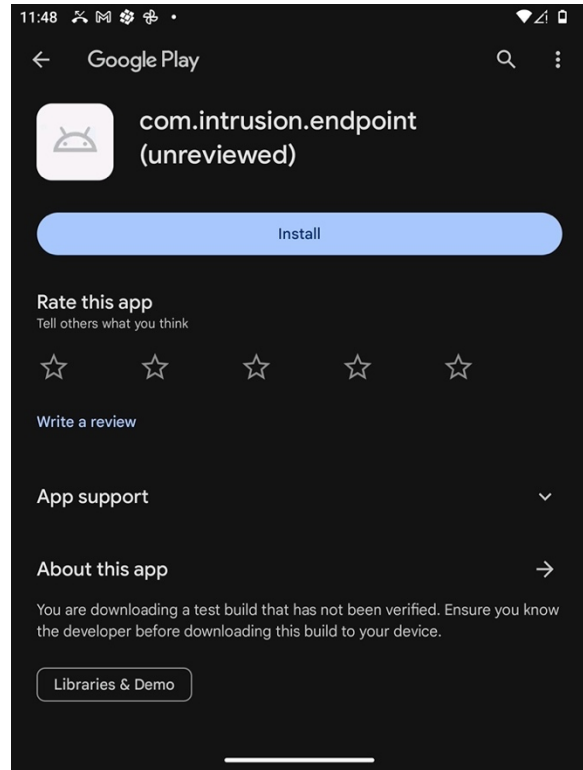 11:48
Google Play
com.intrusion.endpoint
(unreviewed)
Install
Rate this app
Tell others what you think
Write a review
App support
About this app
You are downloading a test build that has not been verified. Ensure you know
the developer before downloading this build to your device.
Libraries & Demo